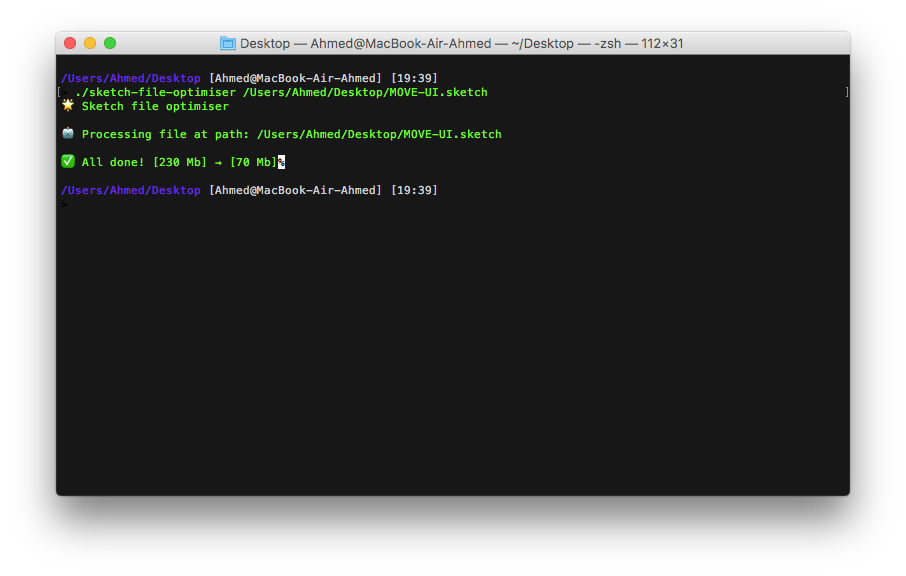 Desktop — Ahmed@MacBook-Air-Ahmed — ~/Desktop — -zsh — 112×31
/Users/Ahmed/Desktop [Ahmed@MacBook-Air-Ahmed] [19:39]
[> ./sketch-file-optimiser /Users/Ahmed/Desktop/MOVE-UI.sketch ]
🌟 Sketch file optimiser
🤖 Processing file at path: /Users/Ahmed/Desktop/MOVE-UI.sketch
✅ All done! [230 Mb] → [70 Mb]%
/Users/Ahmed/Desktop [Ahmed@MacBook-Air-Ahmed] [19:39]
>